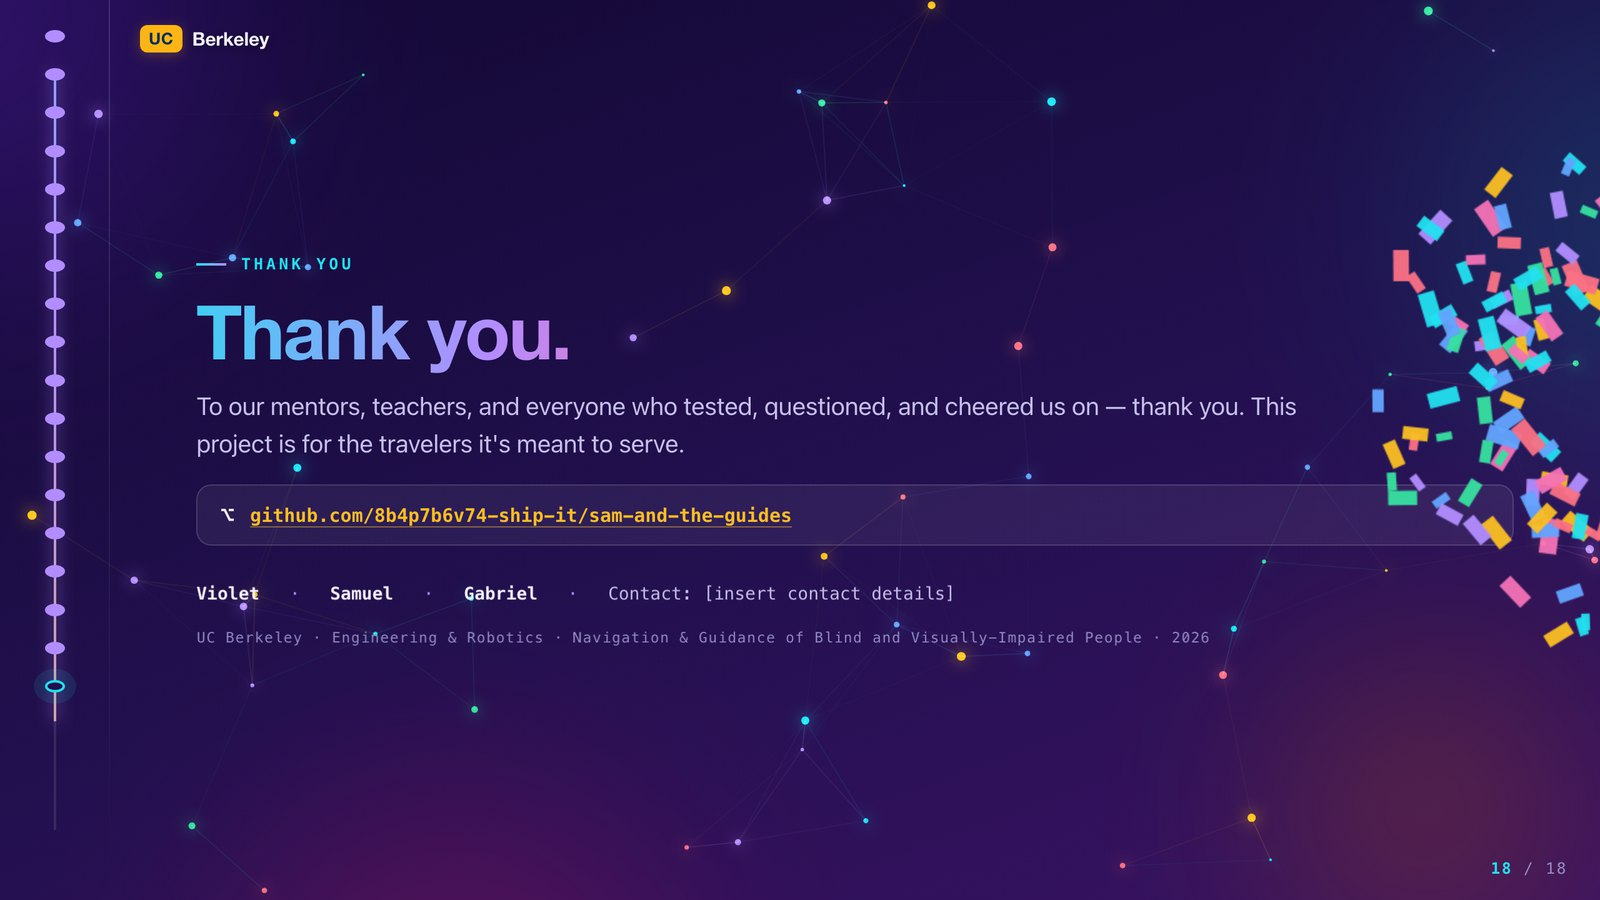 UC Berkeley
THANK YOU
Thank you.
To our mentors, teachers, and everyone who tested, questioned, and cheered us on — thank you. This
project is for the travelers it's meant to serve.
⌥ github.com/8b4p7b6v74-ship-it/sam-and-the-guides
Violet · Samuel · Gabriel · Contact: [insert contact details]
UC Berkeley · Engineering & Robotics · Navigation & Guidance of Blind and Visually-Impaired People · 2026
18 / 18